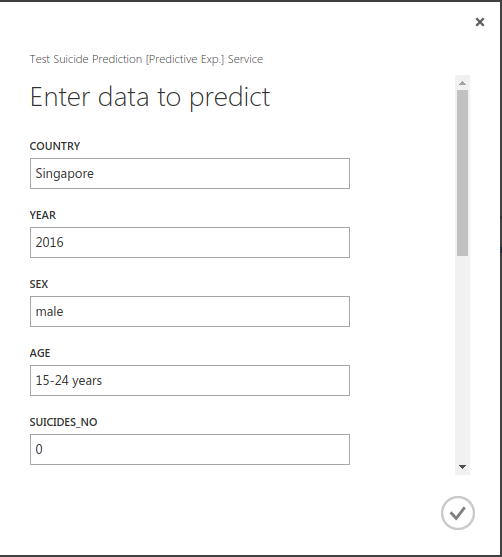 Test Suicide Prediction [Predictive Exp.] Service
Enter data to predict
COUNTRY
Singapore
YEAR
2016
SEX
male
AGE
15-24 years
SUICIDES_NO
0